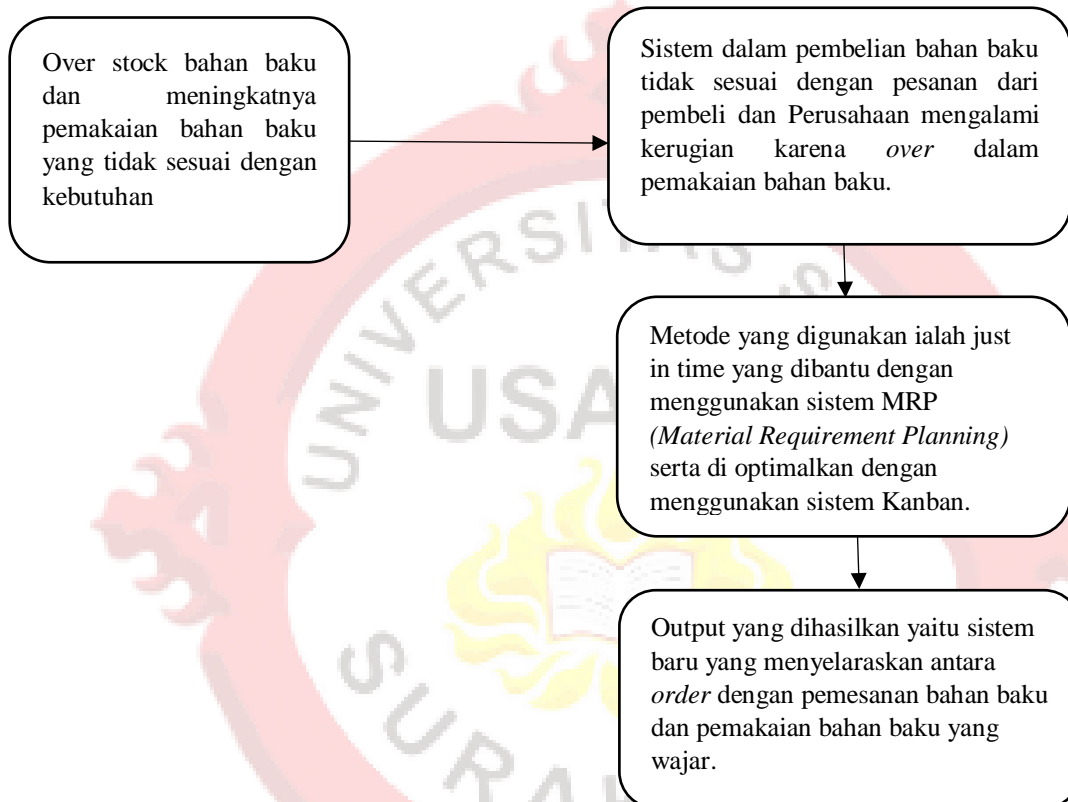 Over stock bahan baku
dan meningkatnya
pemakaian bahan baku
yang tidak sesuai dengan
kebutuhan
Sistem dalam pembelian bahan baku
tidak sesuai dengan pesanan dari
pembeli dan Perusahaan mengalami
kerugian karena over dalam
pemakaian bahan baku.
Metode yang digunakan ialah just
in time yang dibantu dengan
menggunakan sistem MRP
(Material Requirement Planning)
serta di optimalkan dengan
menggunakan sistem Kanban.
Output yang dihasilkan yaitu sistem
baru yang menyelaraskan antara
order dengan pemesanan bahan baku
dan pemakaian bahan baku yang
wajar.